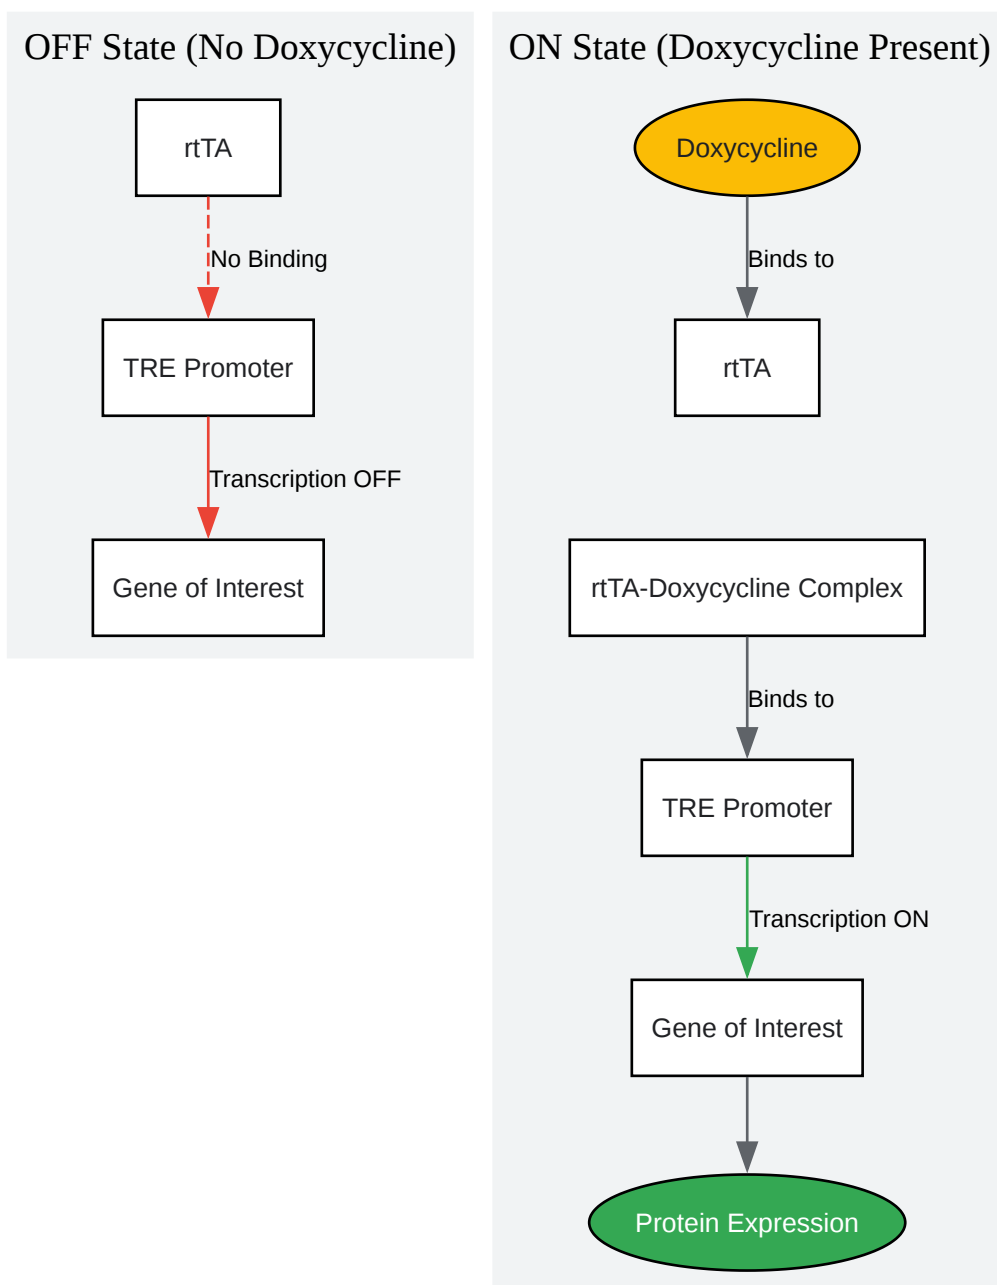 OFF State (No Doxycycline)
rtTA
No Binding
TRE Promoter
Transcription OFF
Gene of Interest
ON State (Doxycycline Present)
Doxycycline
Binds to
rtTA
rtTA-Doxycycline Complex
Binds to
TRE Promoter
Transcription ON
Gene of Interest
Protein Expression